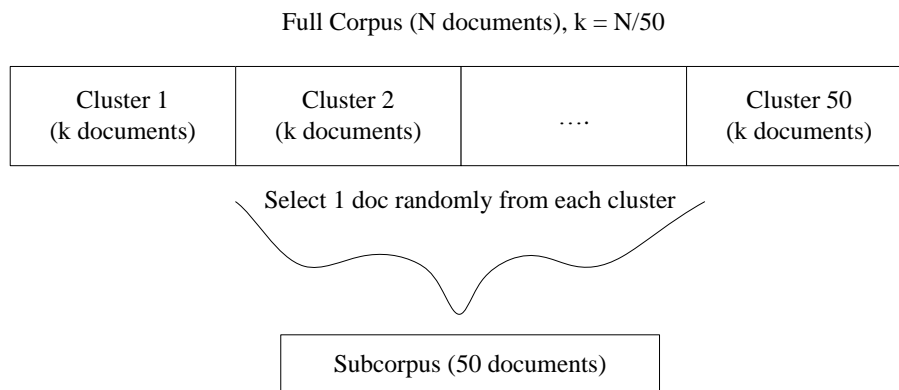 Full Corpus (N documents), k = N/50
Cluster 1
(k documents)
Cluster 2
(k documents)
....
Cluster 50
(k documents)
Select 1 doc randomly from each cluster
Subcorpus (50 documents)